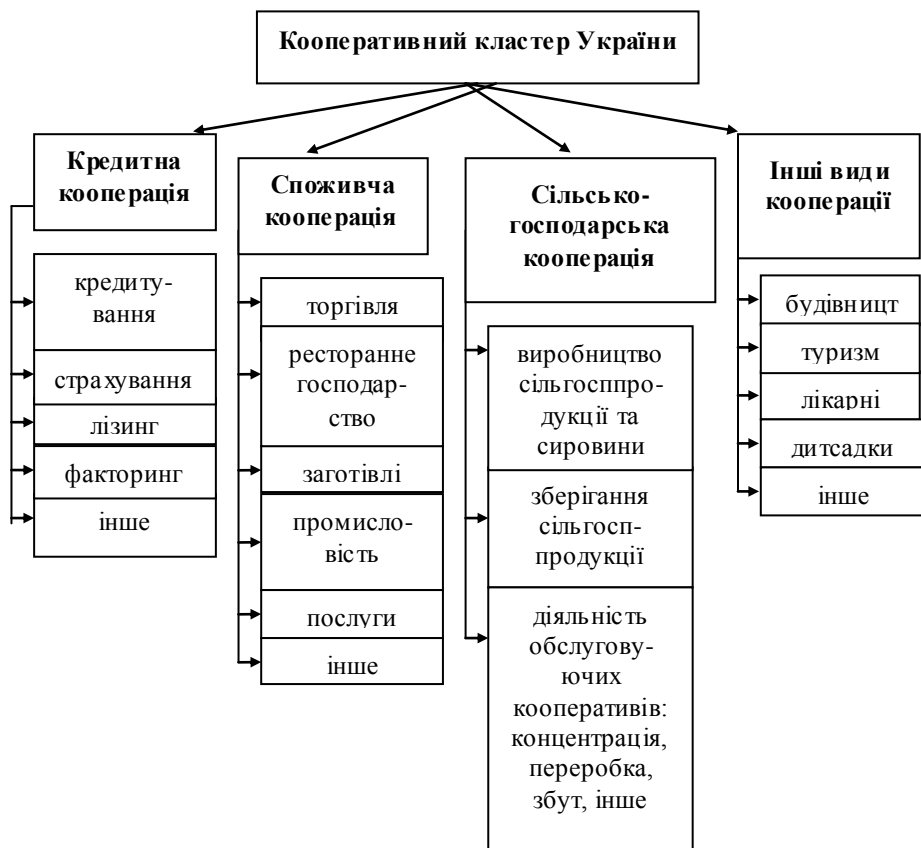 Кооперативний кластер України
Кредитна
кооперація
кредиту-
вання
страхування
лізинг
факторинг
інше
Споживча
кооперація
торгівля
ресторанне
господар-
ство
заготівлі
промисло-
вість
послуги
інше
Сільсько-
господарська
кооперація
виробництво
сільгосппро-
дукції та
сировини
зберігання
сільгосп-
продукції
діяльність
обслугову-
ючих
кооперативів:
концентрація,
переробка,
збут, інше
Інші види
кооперації
будівницт
туризм
лікарні
дитсадки
інше